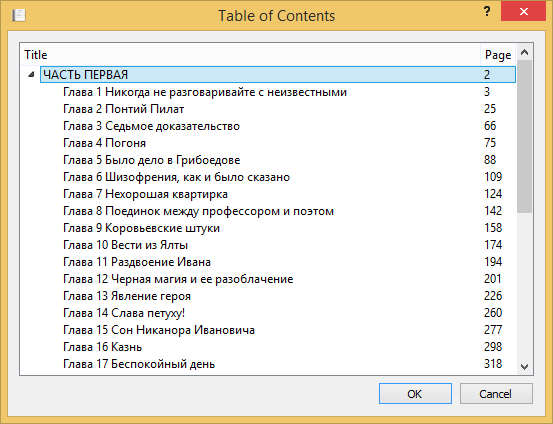 Table of Contents
?
Title Page
ЧАСТЬ ПЕРВАЯ 2
Глава 1 Никогда не разговаривайте с неизвестными 3
Глава 2 Понтий Пилат 25
Глава 3 Седьмое доказательство 66
Глава 4 Погоня 75
Глава 5 Было дело в Грибоедове 88
Глава 6 Шизофрения, как и было сказано 109
Глава 7 Нехорошая квартирка 124
Глава 8 Поединок между профессором и поэтом 142
Глава 9 Коровьевские штуки 158
Глава 10 Вести из Ялты 174
Глава 11 Раздвоение Ивана 194
Глава 12 Черная магия и ее разоблачение 201
Глава 13 Явление героя 226
Глава 14 Слава петуху! 260
Глава 15 Сон Никанора Ивановича 277
Глава 16 Казнь 298
Глава 17 Беспокойный день 318
OK Cancel